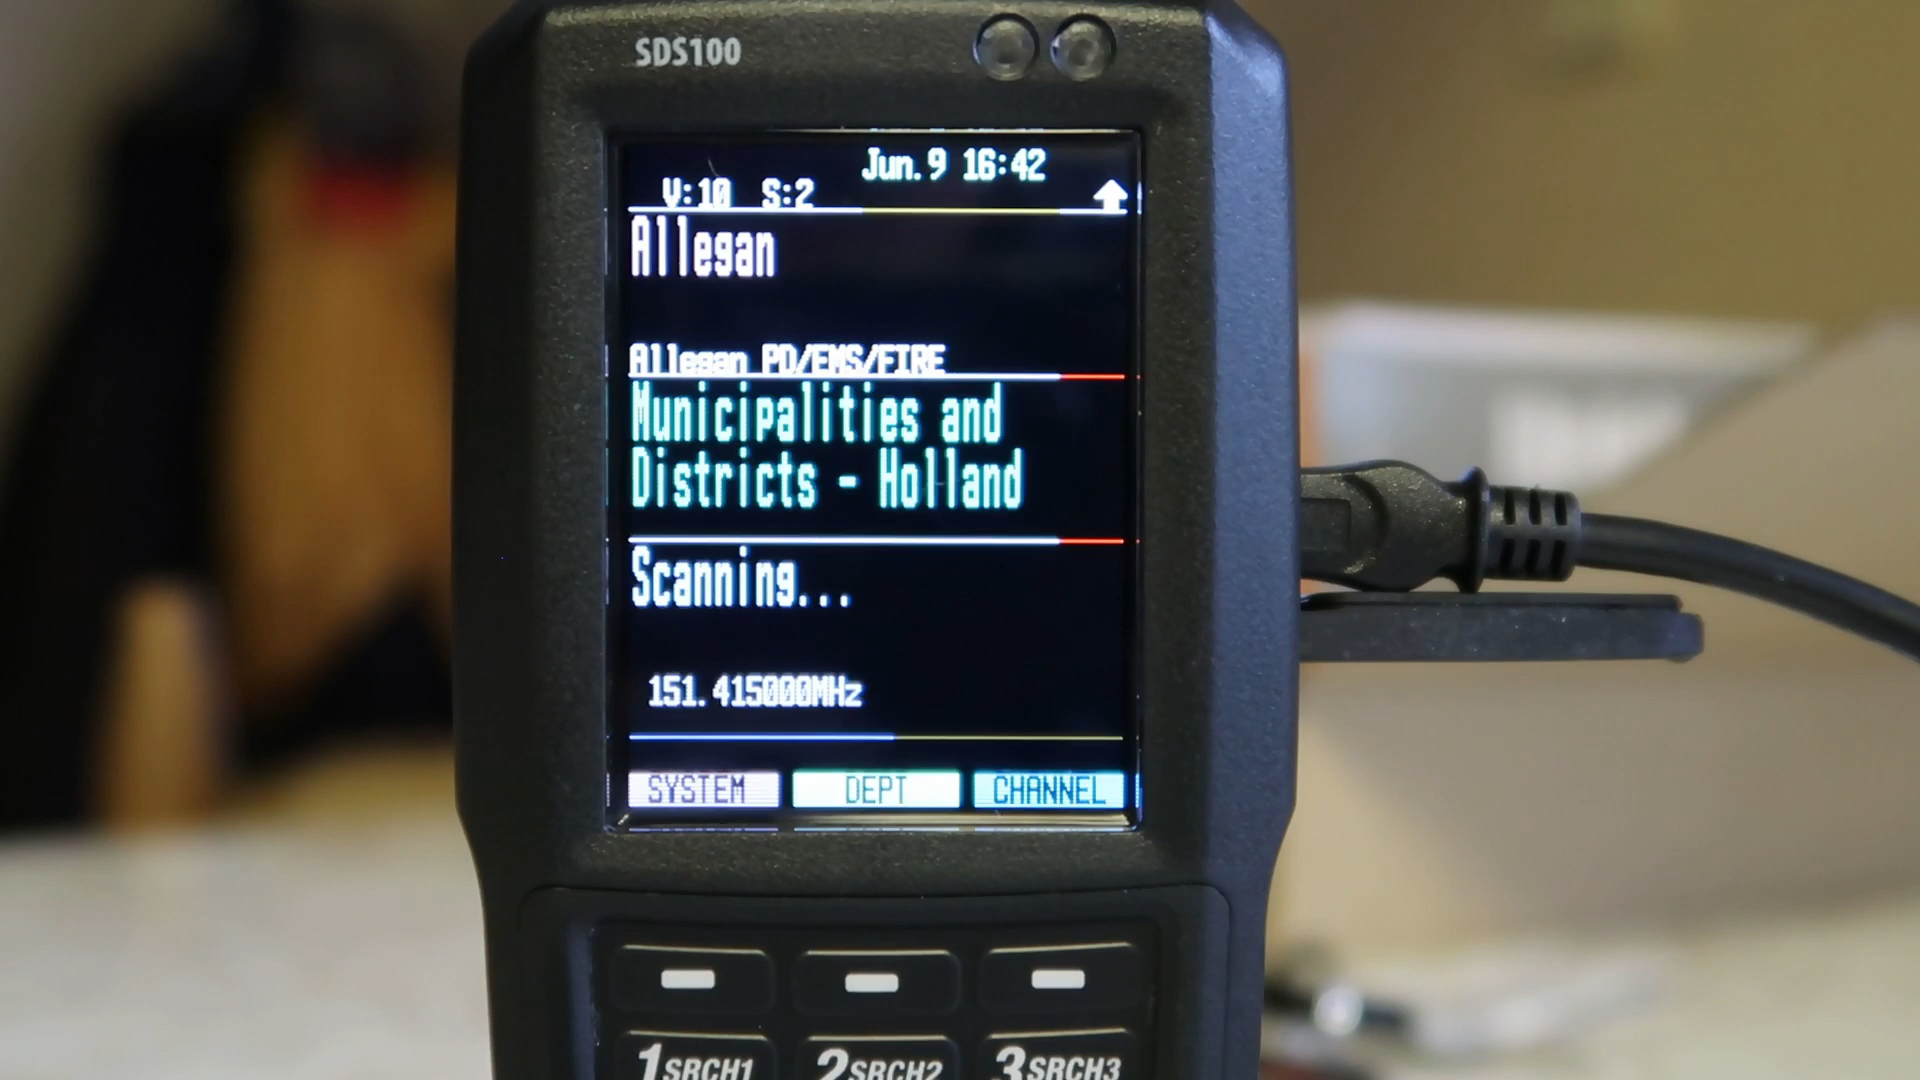 SDS100
Jun. 9 16:42
V:10 S:2
Allegan
Allegan PD/EMS/FIRE
Municipalities and
Districts - Holland
Scanning...
151.415000MHz
SYSTEM DEPT CHANNEL
1SRCH1 2SRCH2 3SRCH3